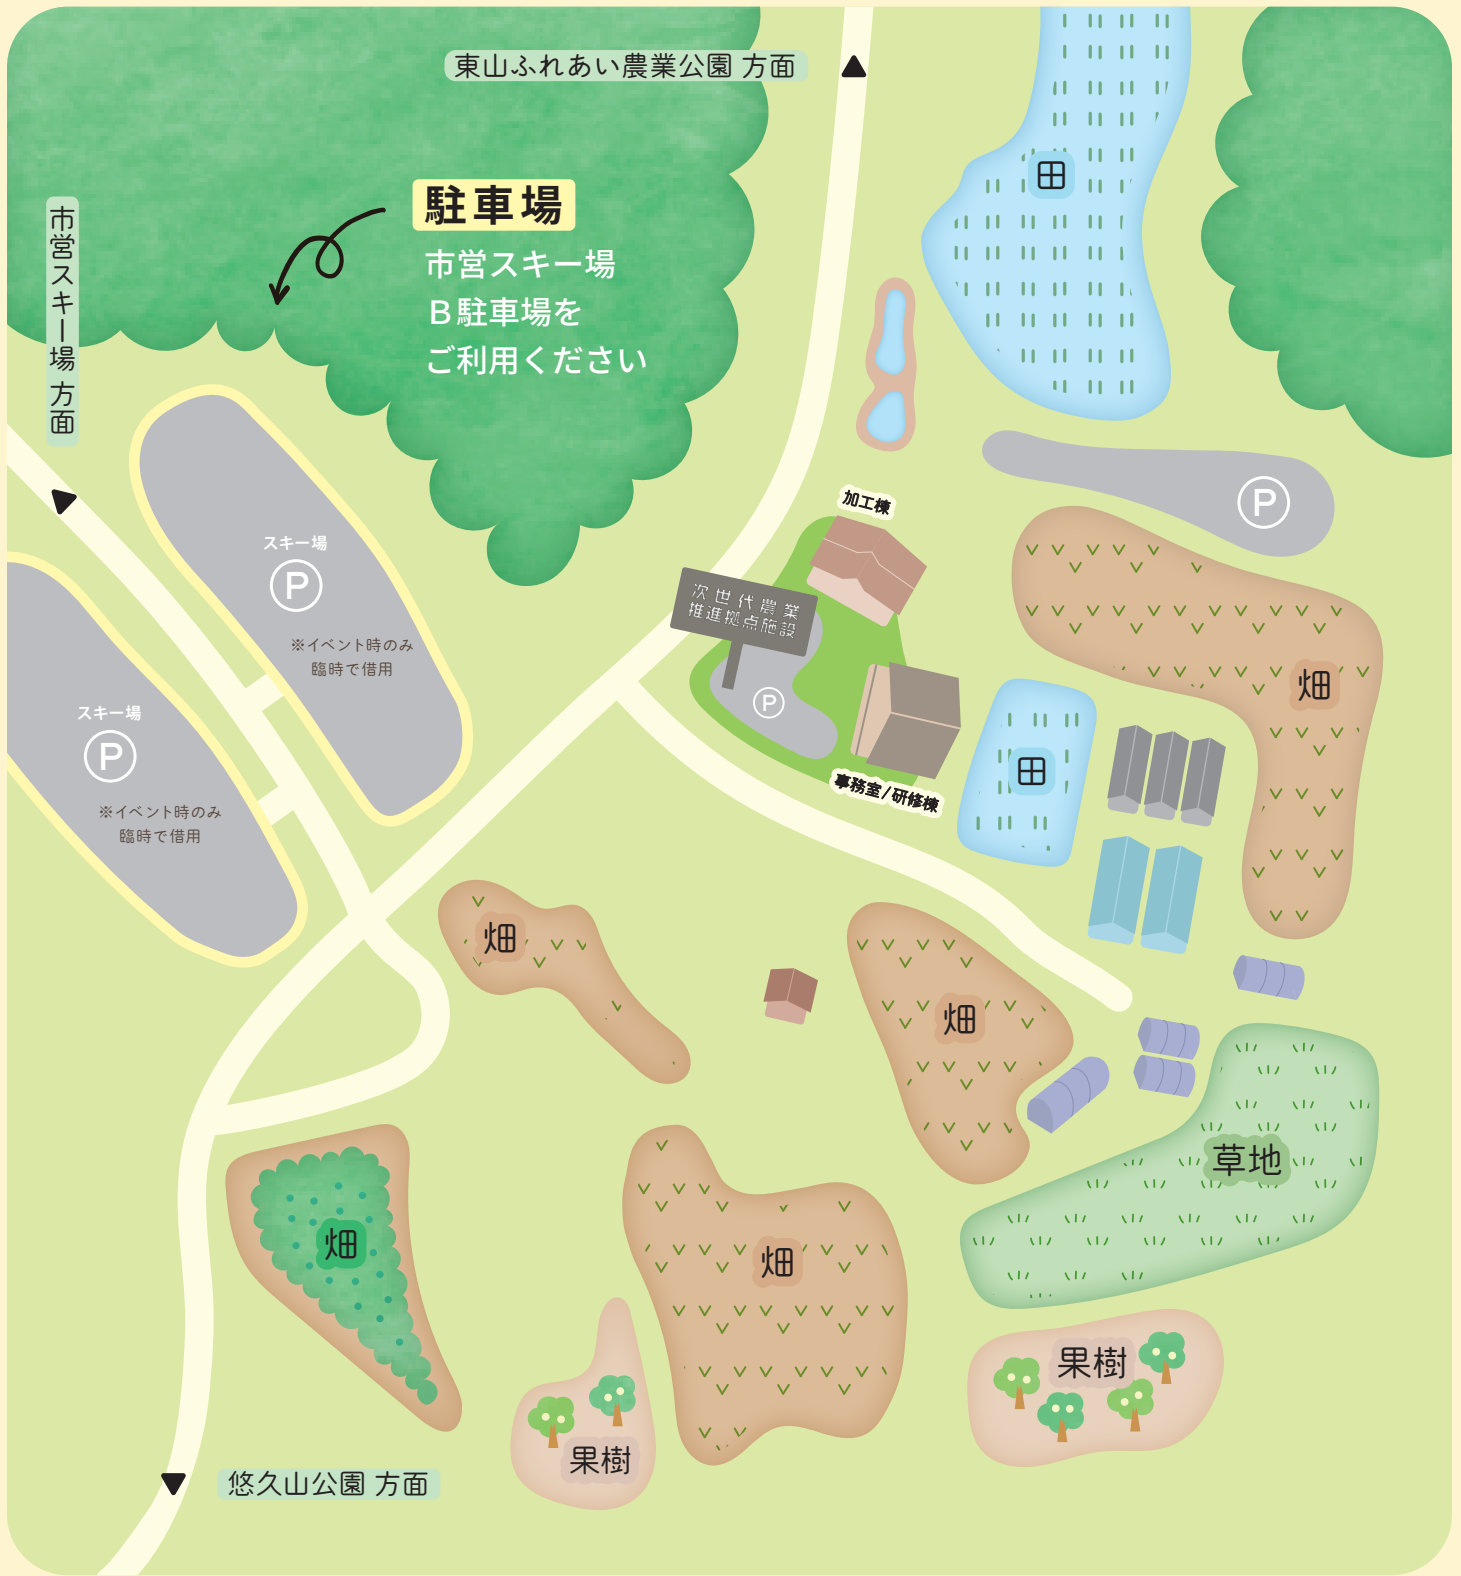 東山ふれあい農業公園 方面
市営スキー場 方面
駐車場
市営スキー場
B駐車場を
ご利用ください
田
加工棟
P
スキー場
P
※イベント時のみ
臨時で借用
次世代農業
推進拠点施設
P
畑
スキー場
P
※イベント時のみ
臨時で借用
事務室/研修棟
田
畑
畑
草地
畑
畑
果樹
果樹
悠久山公園 方面